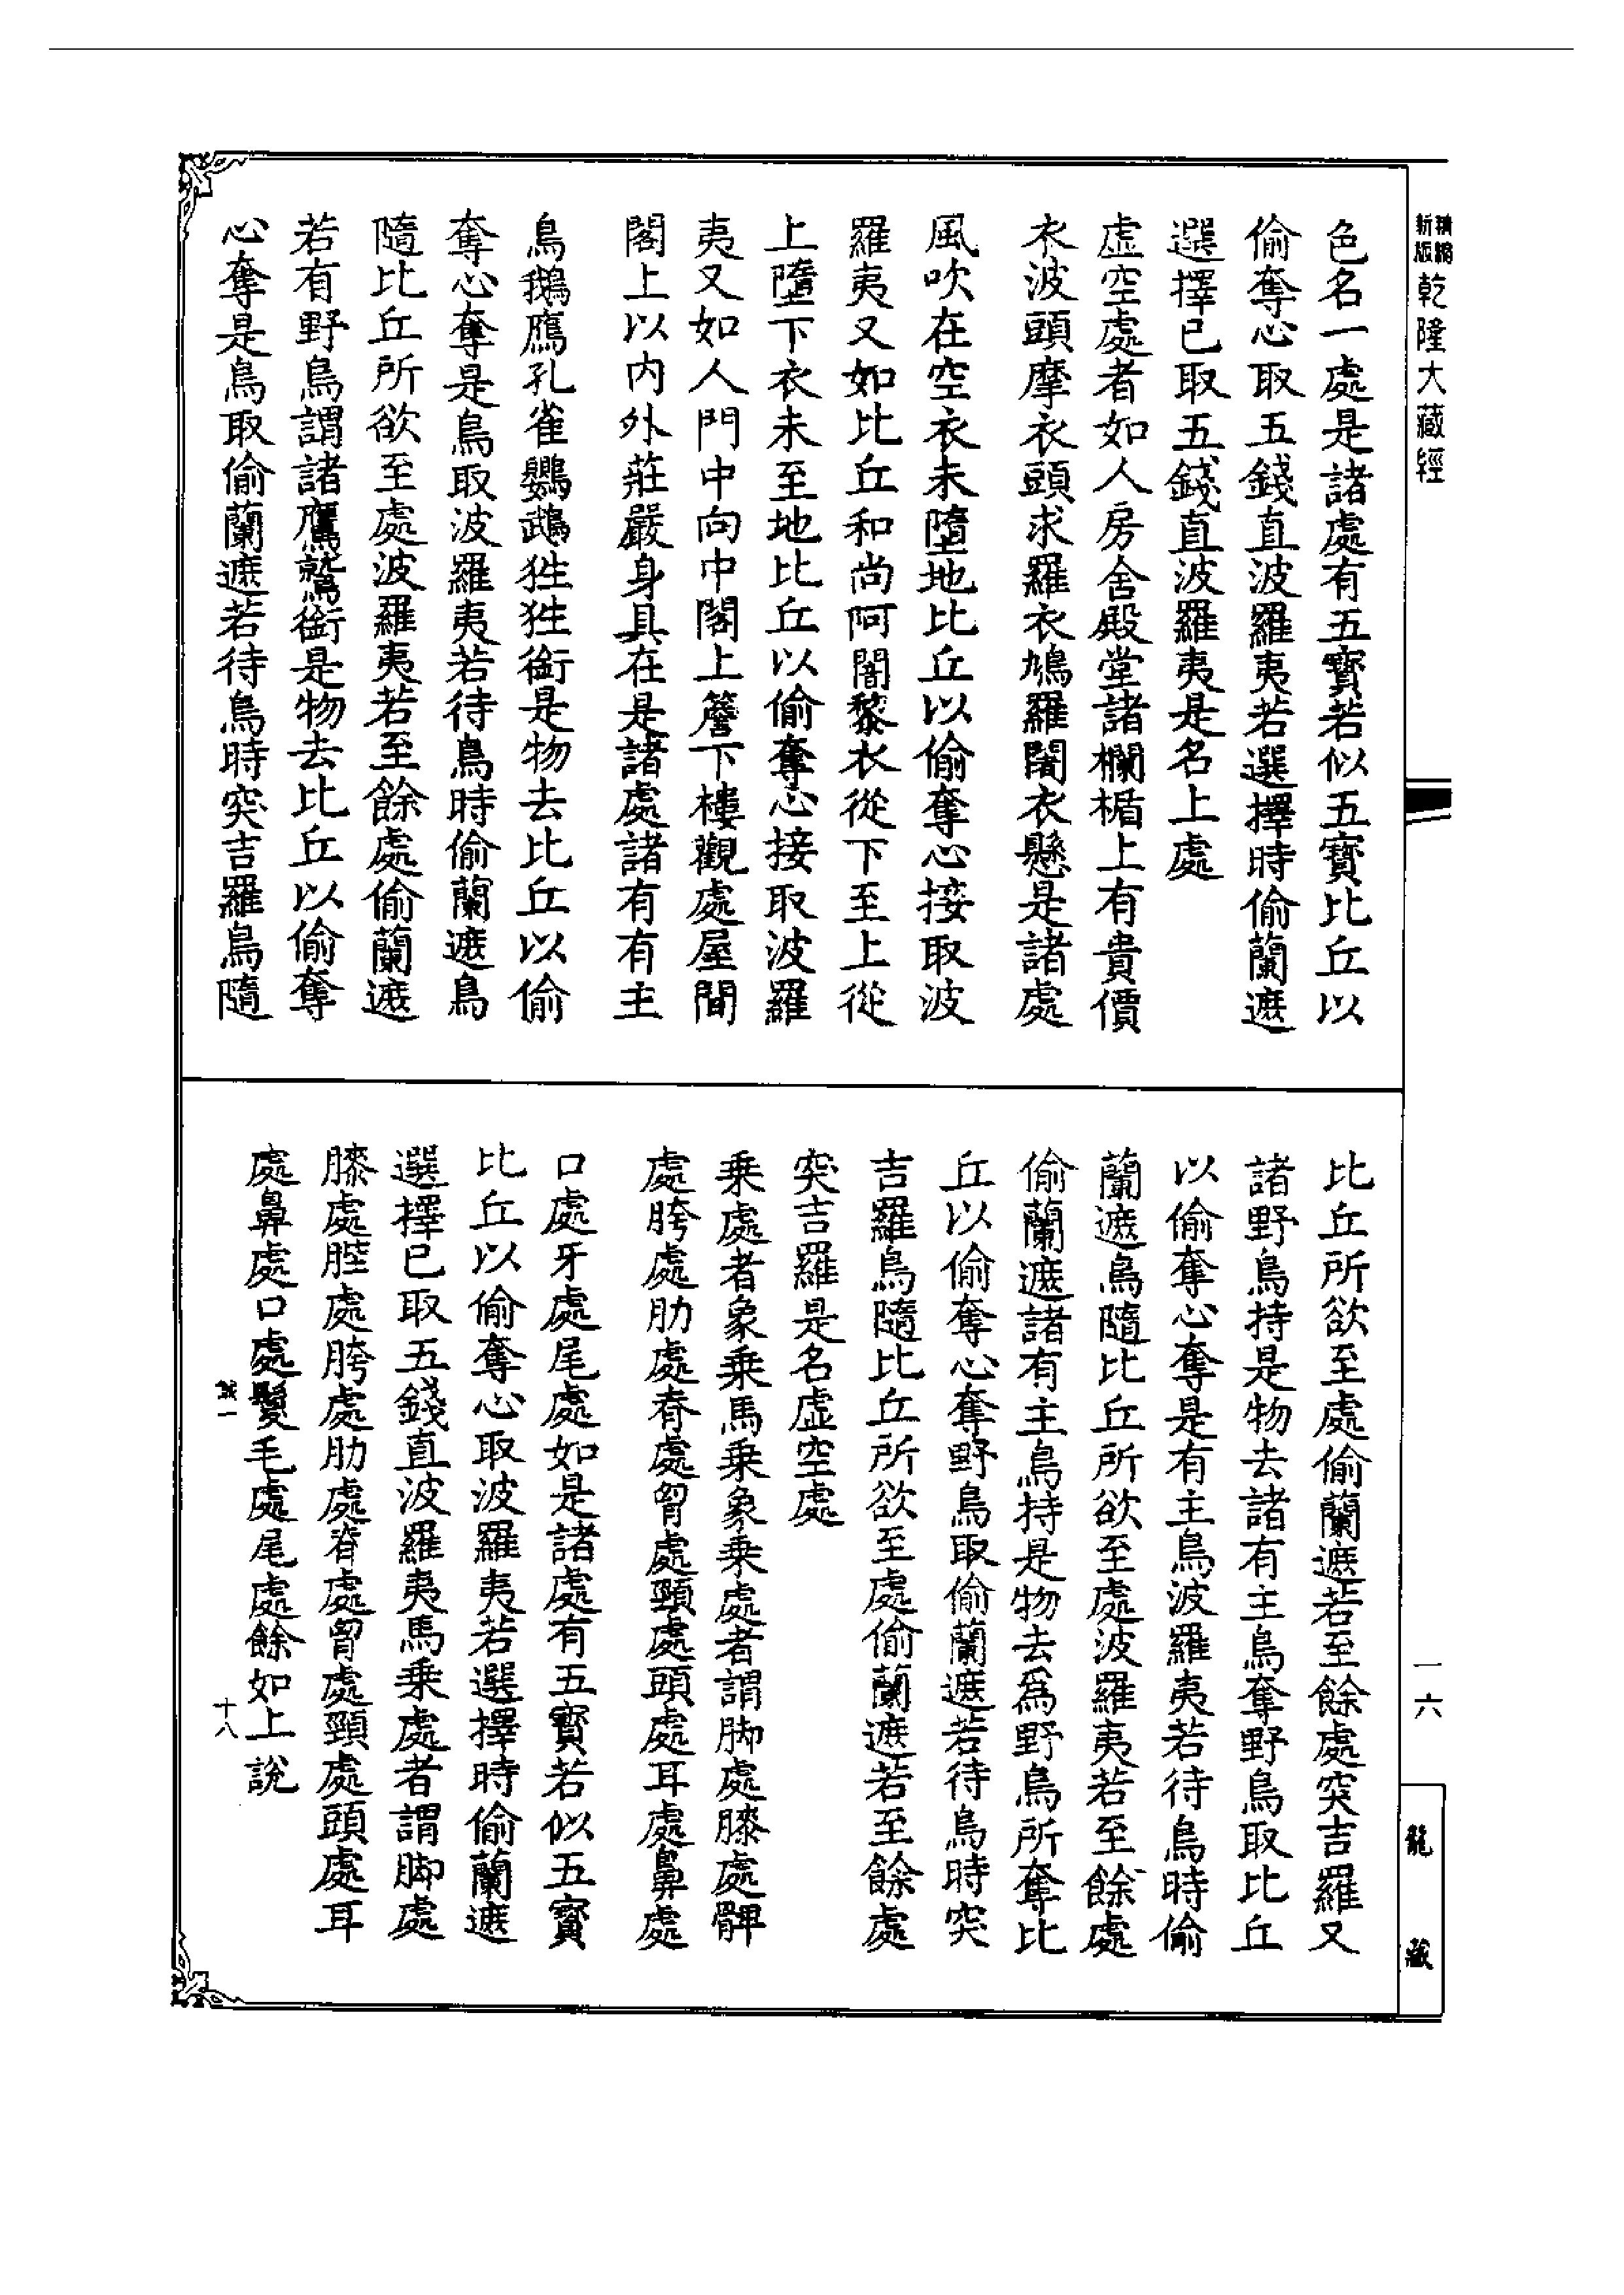 精編
新版
乾隆大藏經
色名一處是諸處有五寶若似五寶比丘以
偷奪心取五錢直波羅夷若選擇時偷蘭遮
選擇已取五錢直波羅夷是名上處
虛空處者如人房舍殿堂諸欄楯上有貴價
衣波頭摩衣頭求羅衣鳩羅闍衣懸是諸處
風吹在空衣未墮地比丘以偷奪心接取波
羅夷又如比丘和尚阿闍黎衣從下至上從
上墮下衣未至地比丘以偷奪心接取波羅
夷又如人門中向中閣上簷下樓觀處屋間
閣上以內外莊嚴身具在是諸處諸有有主
鳥鵝鴈孔雀鸚鵡狌狌銜是物去比丘以偷
奪心奪是鳥取波羅夷若待鳥時偷蘭遮鳥
隨比丘所欲至處波羅夷若至餘處偷蘭遮
若有野鳥謂諸鷹鷲銜是物去比丘以偷奪
心奪是鳥取偷蘭遮若待鳥時突吉羅鳥隨
比丘所欲至處偷蘭遮若至餘處突吉羅又
諸野鳥持是物去諸有主鳥奪野鳥取比丘
以偷奪心奪是有主鳥波羅夷若待鳥時偷
蘭遮鳥隨比丘所欲至處波羅夷若至餘處
偷蘭遮諸有主鳥持是物去為野鳥所奪比
丘以偷奪心奪野鳥取偷蘭遮若待鳥時突
吉羅鳥隨比丘所欲至處偷蘭遮若至餘處
突吉羅是名虛空處
乗處者象乗馬乗象乗處者謂脚處膝處髀
處胯處肋處脊處胷處頸處頭處耳處鼻處
口處牙處尾處如是諸處有五寶若似五寶
比丘以偷奪心取波羅夷若選擇時偷蘭遮
選擇已取五錢直波羅夷馬乗處者謂脚處
膝處䏶處胯處肋處脊處胷處頸處頭處耳
處鼻處口處鬉毛處尾處餘如上說
十八
一六
龍藏